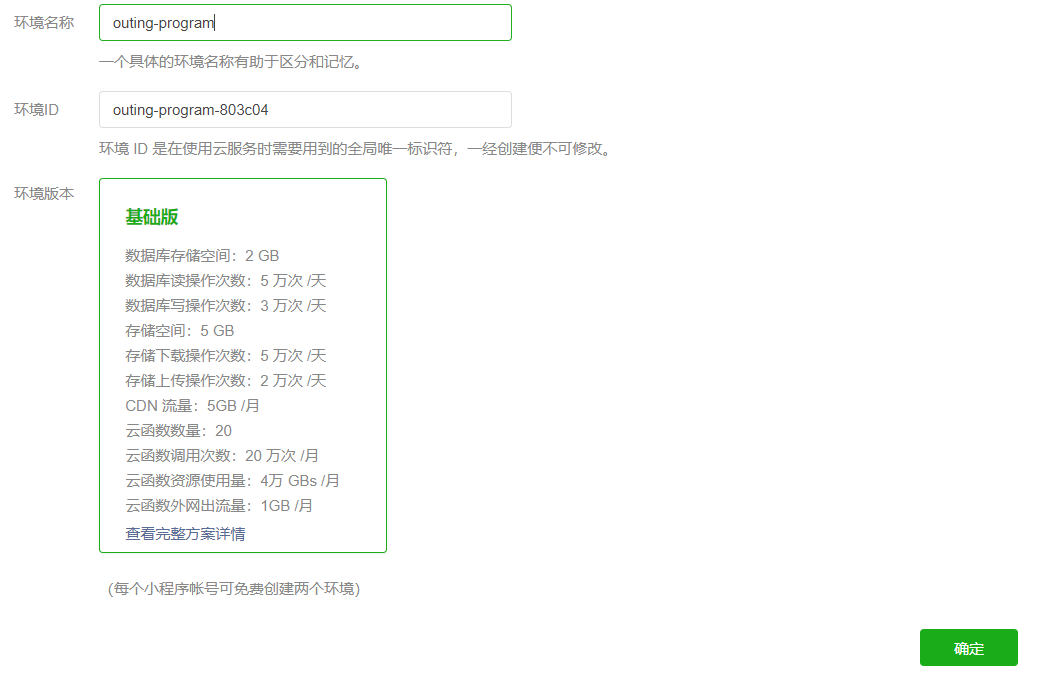 环境名称
outing-program
一个具体的环境名称有助于区分和记忆。
环境ID
outing-program-803c04
环境 ID 是在使用云服务时需要用到的全局唯一标识符，一经创建便不可修改。
环境版本
基础版
数据库存储空间：2 GB
数据库读操作次数：5 万次 /天
数据库写操作次数：3 万次 /天
存储空间：5 GB
存储下载操作次数：5 万次 /天
存储上传操作次数：2 万次 /天
CDN 流量：5GB /月
云函数数量：20
云函数调用次数：20 万次 /月
云函数资源使用量：4万 GBs /月
云函数外网出流量：1GB /月
查看完整方案详情
（每个小程序帐号可免费创建两个环境）
确定